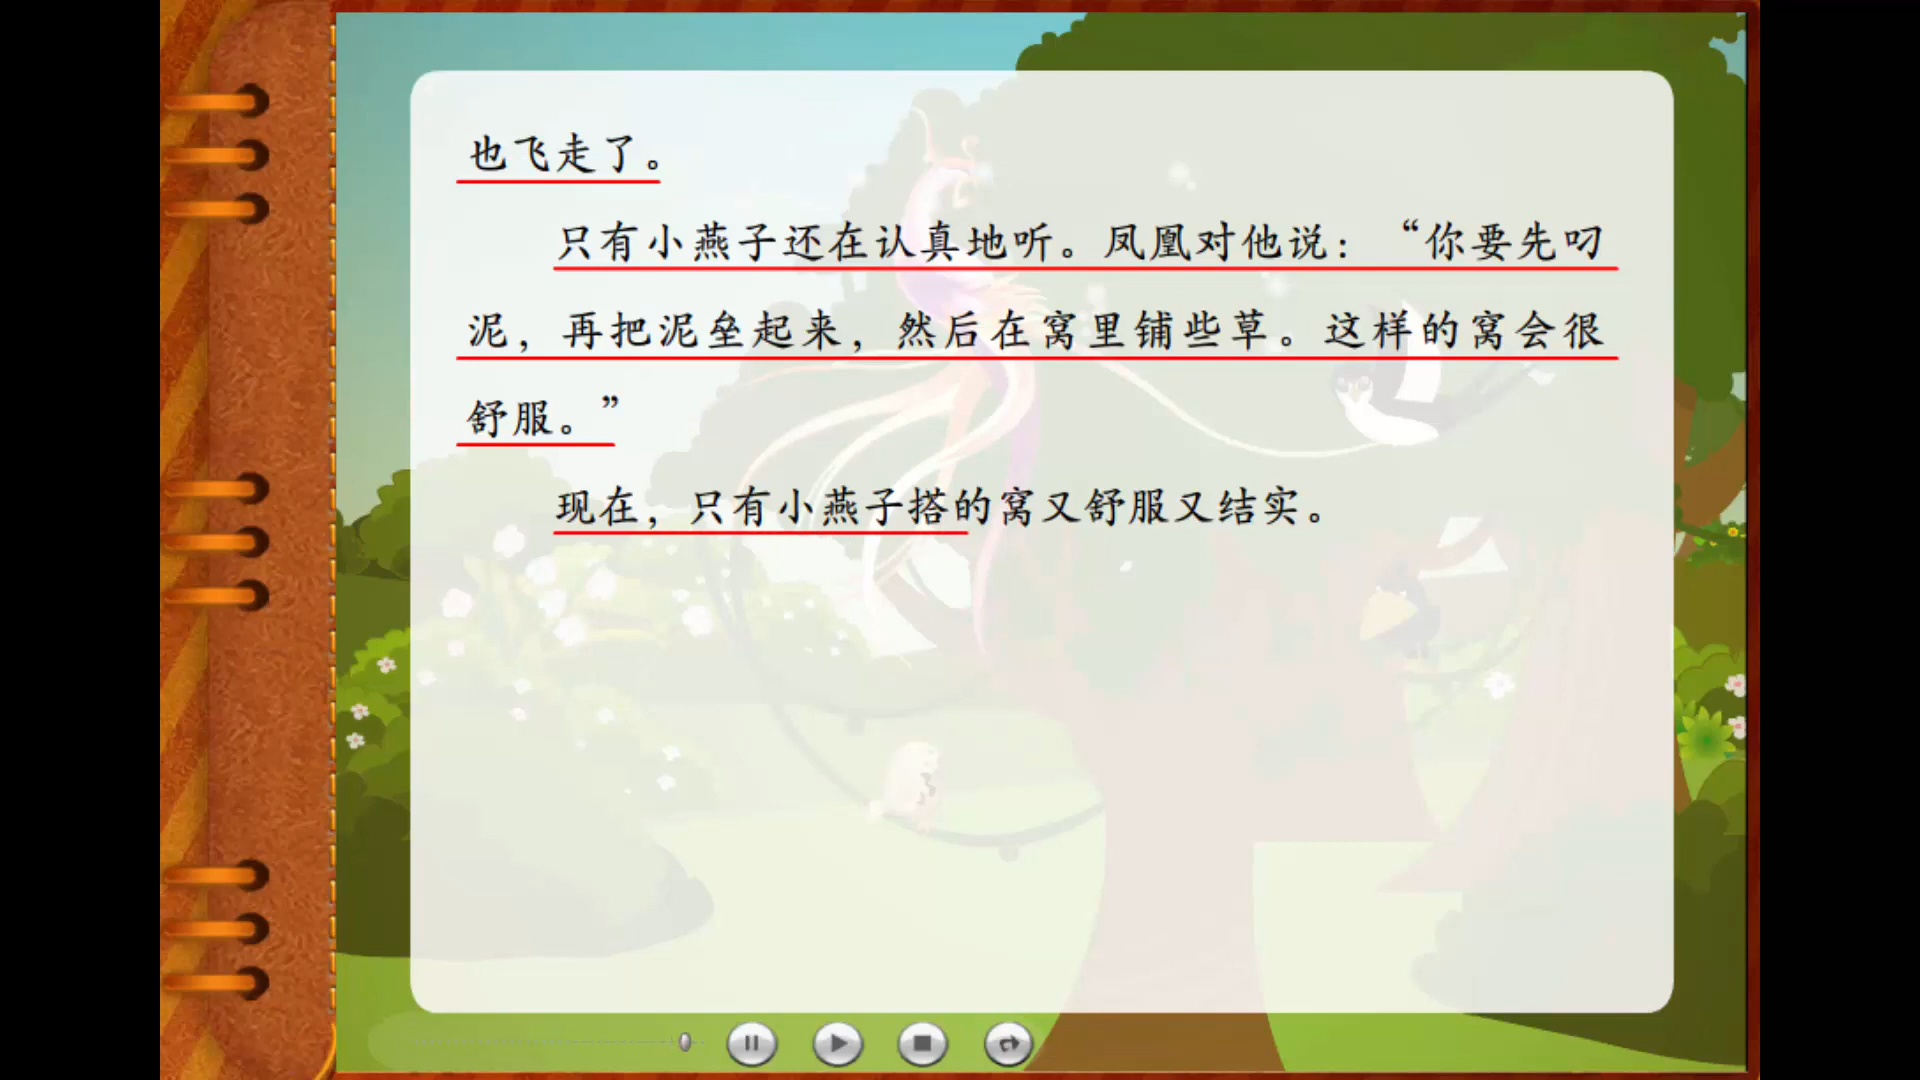 也飞走了。
只有小燕子还在认真地听。凤凰对他说：“你要先叼
泥，再把泥垒起来，然后在窝里铺些草。这样的窝会很
舒服。”
现在，只有小燕子搭的窝又舒服又结实。